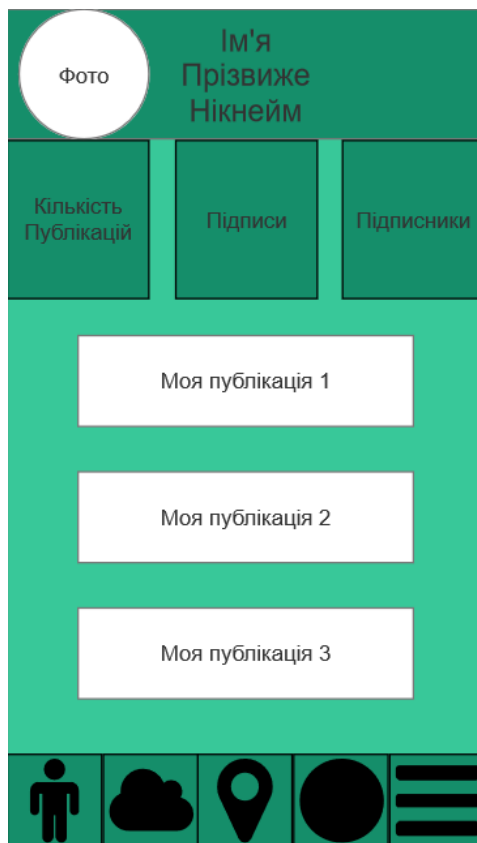 Фото
Ім'я
Прізвиже
Нікнейм
Кількість
Публікацій
Підписи
Підписники
Моя публікація 1
Моя публікація 2
Моя публікація 3